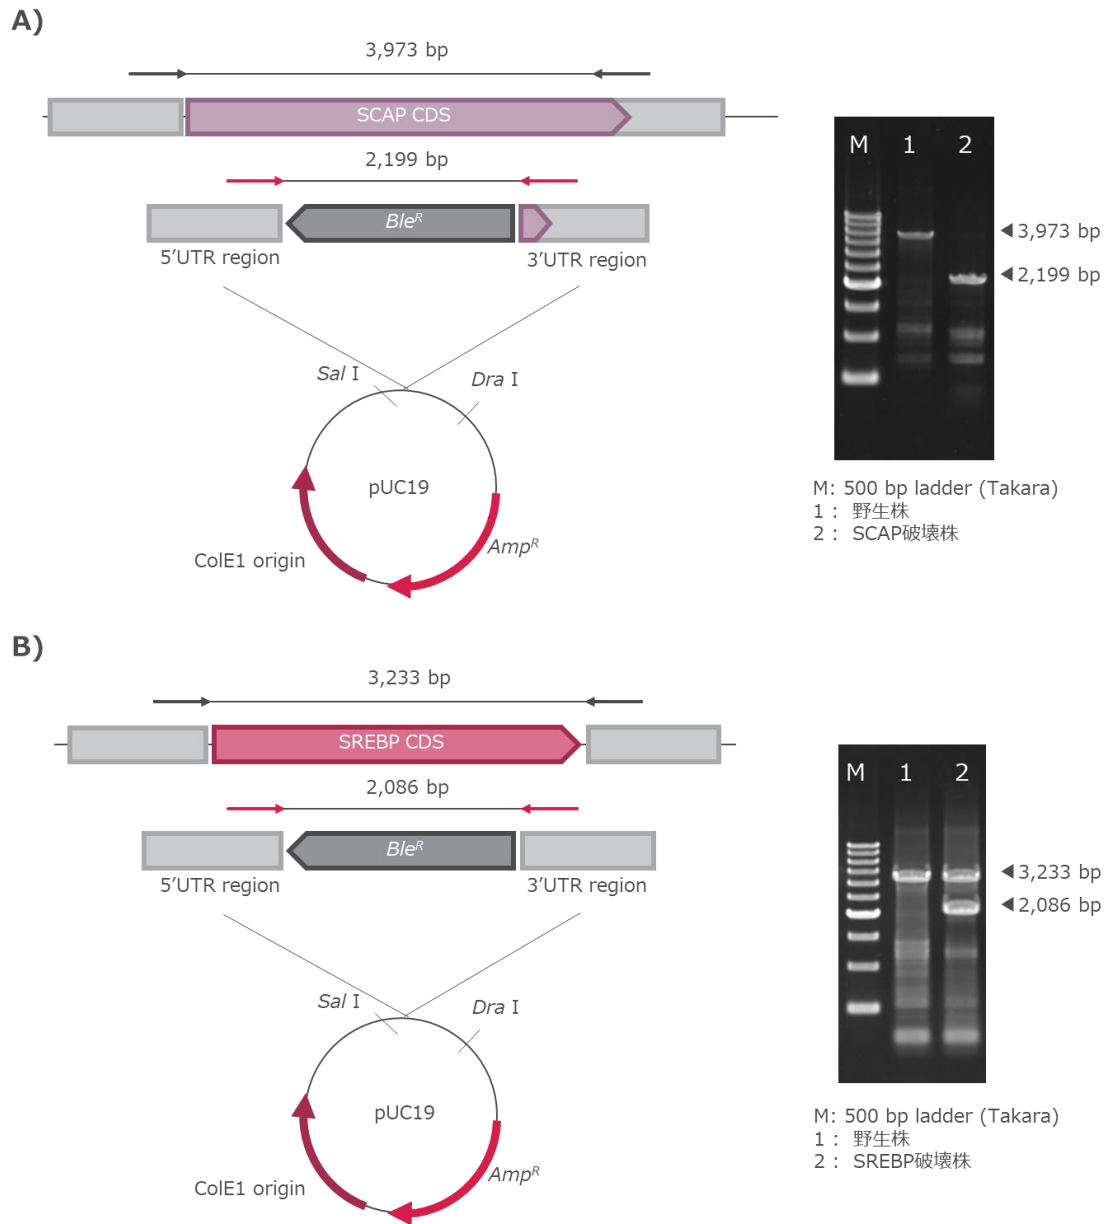 A)
3,973 bp
SCAP CDS
2,199 bp
Ble^R
5’UTR region
3’UTR region
Sal I
Dra I
pUC19
ColE1 origin
Amp^R
M 1 2
◀3,973 bp
◀2,199 bp
M: 500 bp ladder (Takara)
1 : 野生株
2 : SCAP破壊株
B)
3,233 bp
SREBP CDS
2,086 bp
Ble^R
5’UTR region
3’UTR region
Sal I
Dra I
pUC19
ColE1 origin
Amp^R
M 1 2
◀3,233 bp
◀2,086 bp
M: 500 bp ladder (Takara)
1 : 野生株
2 : SREBP破壊株